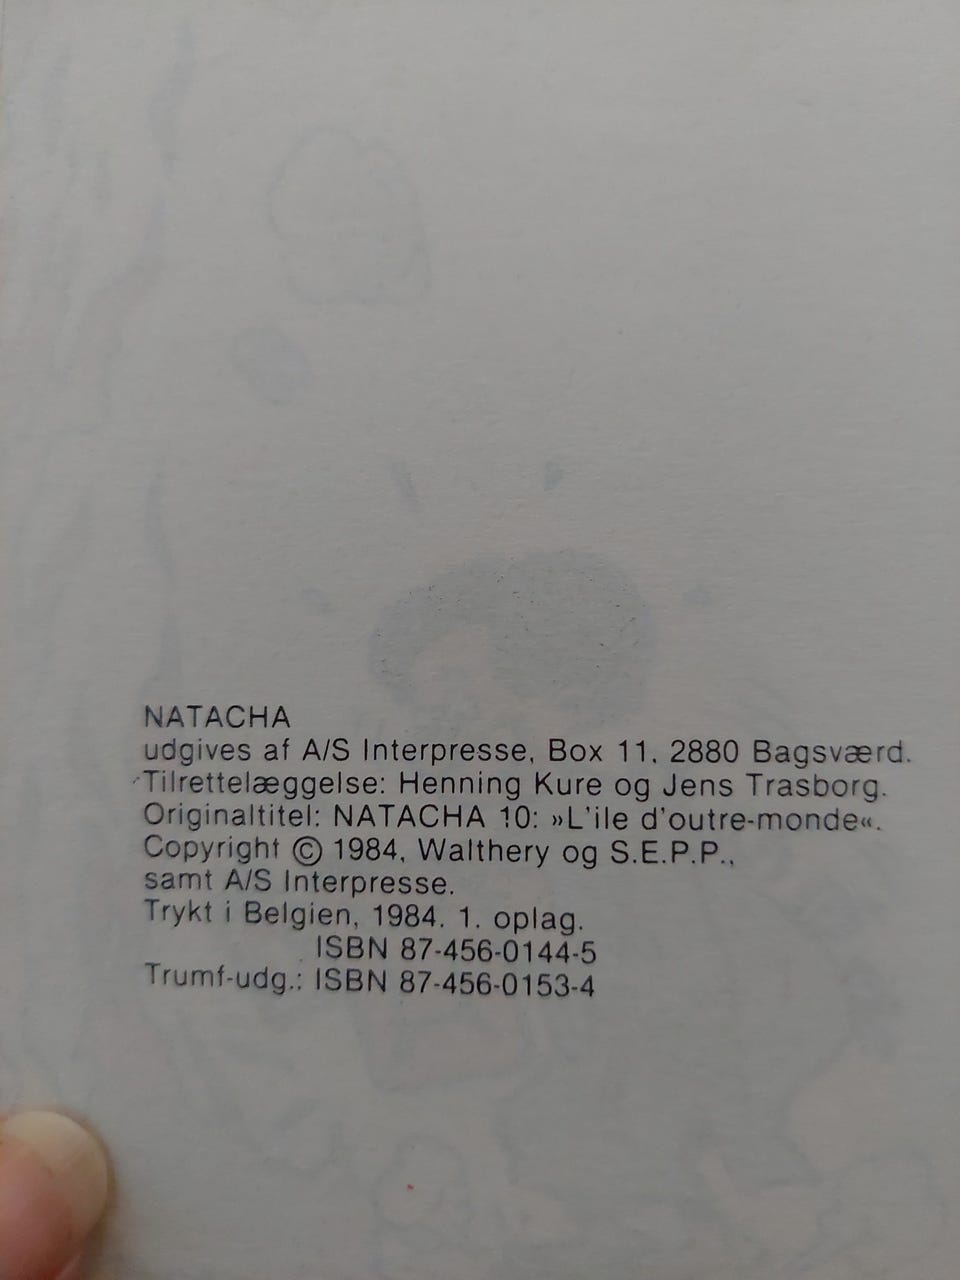 NATACHA
udgives af A/S Interpresse, Box 11, 2880 Bagsværd.
Tilrettelæggelse: Henning Kure og Jens Trasborg.
Originaltitel: NATACHA 10: »L'ile d'outre-monde«.
Copyright © 1984, Walthery og S.E.P.P.,
samt A/S Interpresse.
Trykt i Belgien, 1984. 1. oplag.
ISBN 87-456-0144-5
Trumf-udg.: ISBN 87-456-0153-4